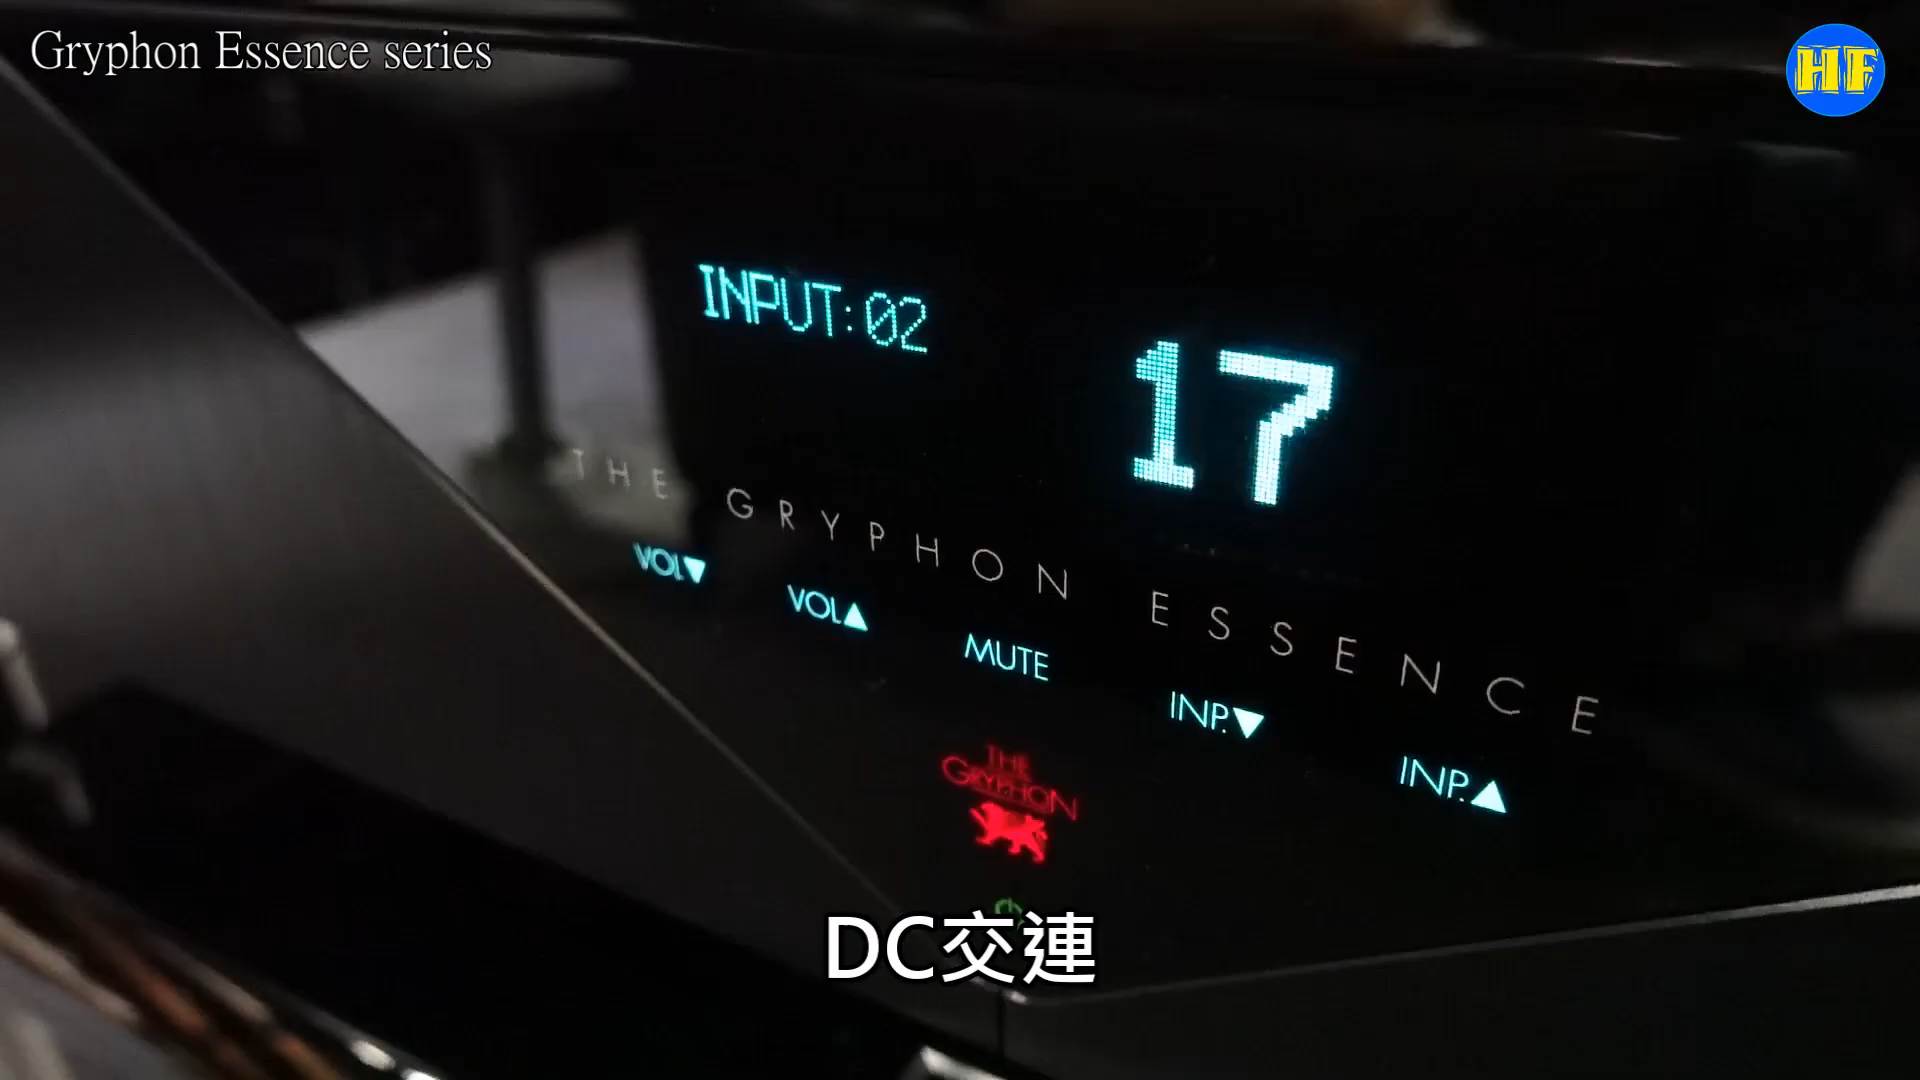 Gryphon Essence series
HF
INPUT:02
17
THE GRYPHON ESSENCE
VOL▼
VOL▲
MUTE
INP.▼
INP.▲
THE
GRYPHON
DC交連